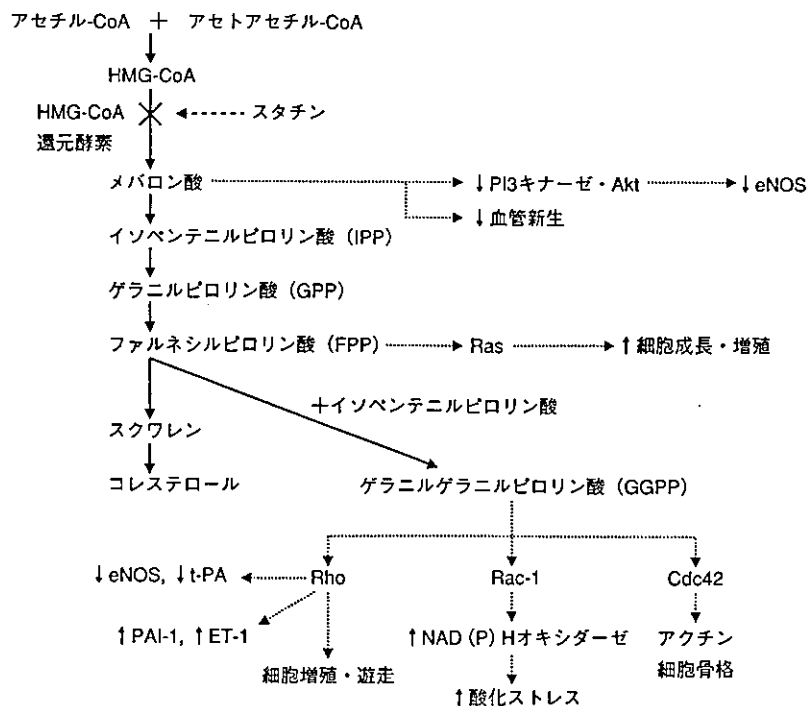 アセチル-CoA + アセトアセチル-CoA
HMG-CoA
HMG-CoA
還元酵素
スタチン
メバロン酸
↓PI3キナーゼ・Akt
↓eNOS
↓血管新生
イソペンテニルピロリン酸（IPP）
ゲラニルピロリン酸（GPP）
ファルネシルピロリン酸（FPP）
Ras
↑細胞成長・増殖
+イソペンテニルピロリン酸
スクワレン
コレステロール
ゲラニルゲラニルピロリン酸（GGPP）
↓eNOS, ↓t-PA
Rho
Rac-1
Cdc42
↑PAI-1, ↑ET-1
↑NAD（P）Hオキシダーゼ
アクチン
細胞骨格
細胞増殖・遊走
↑酸化ストレス